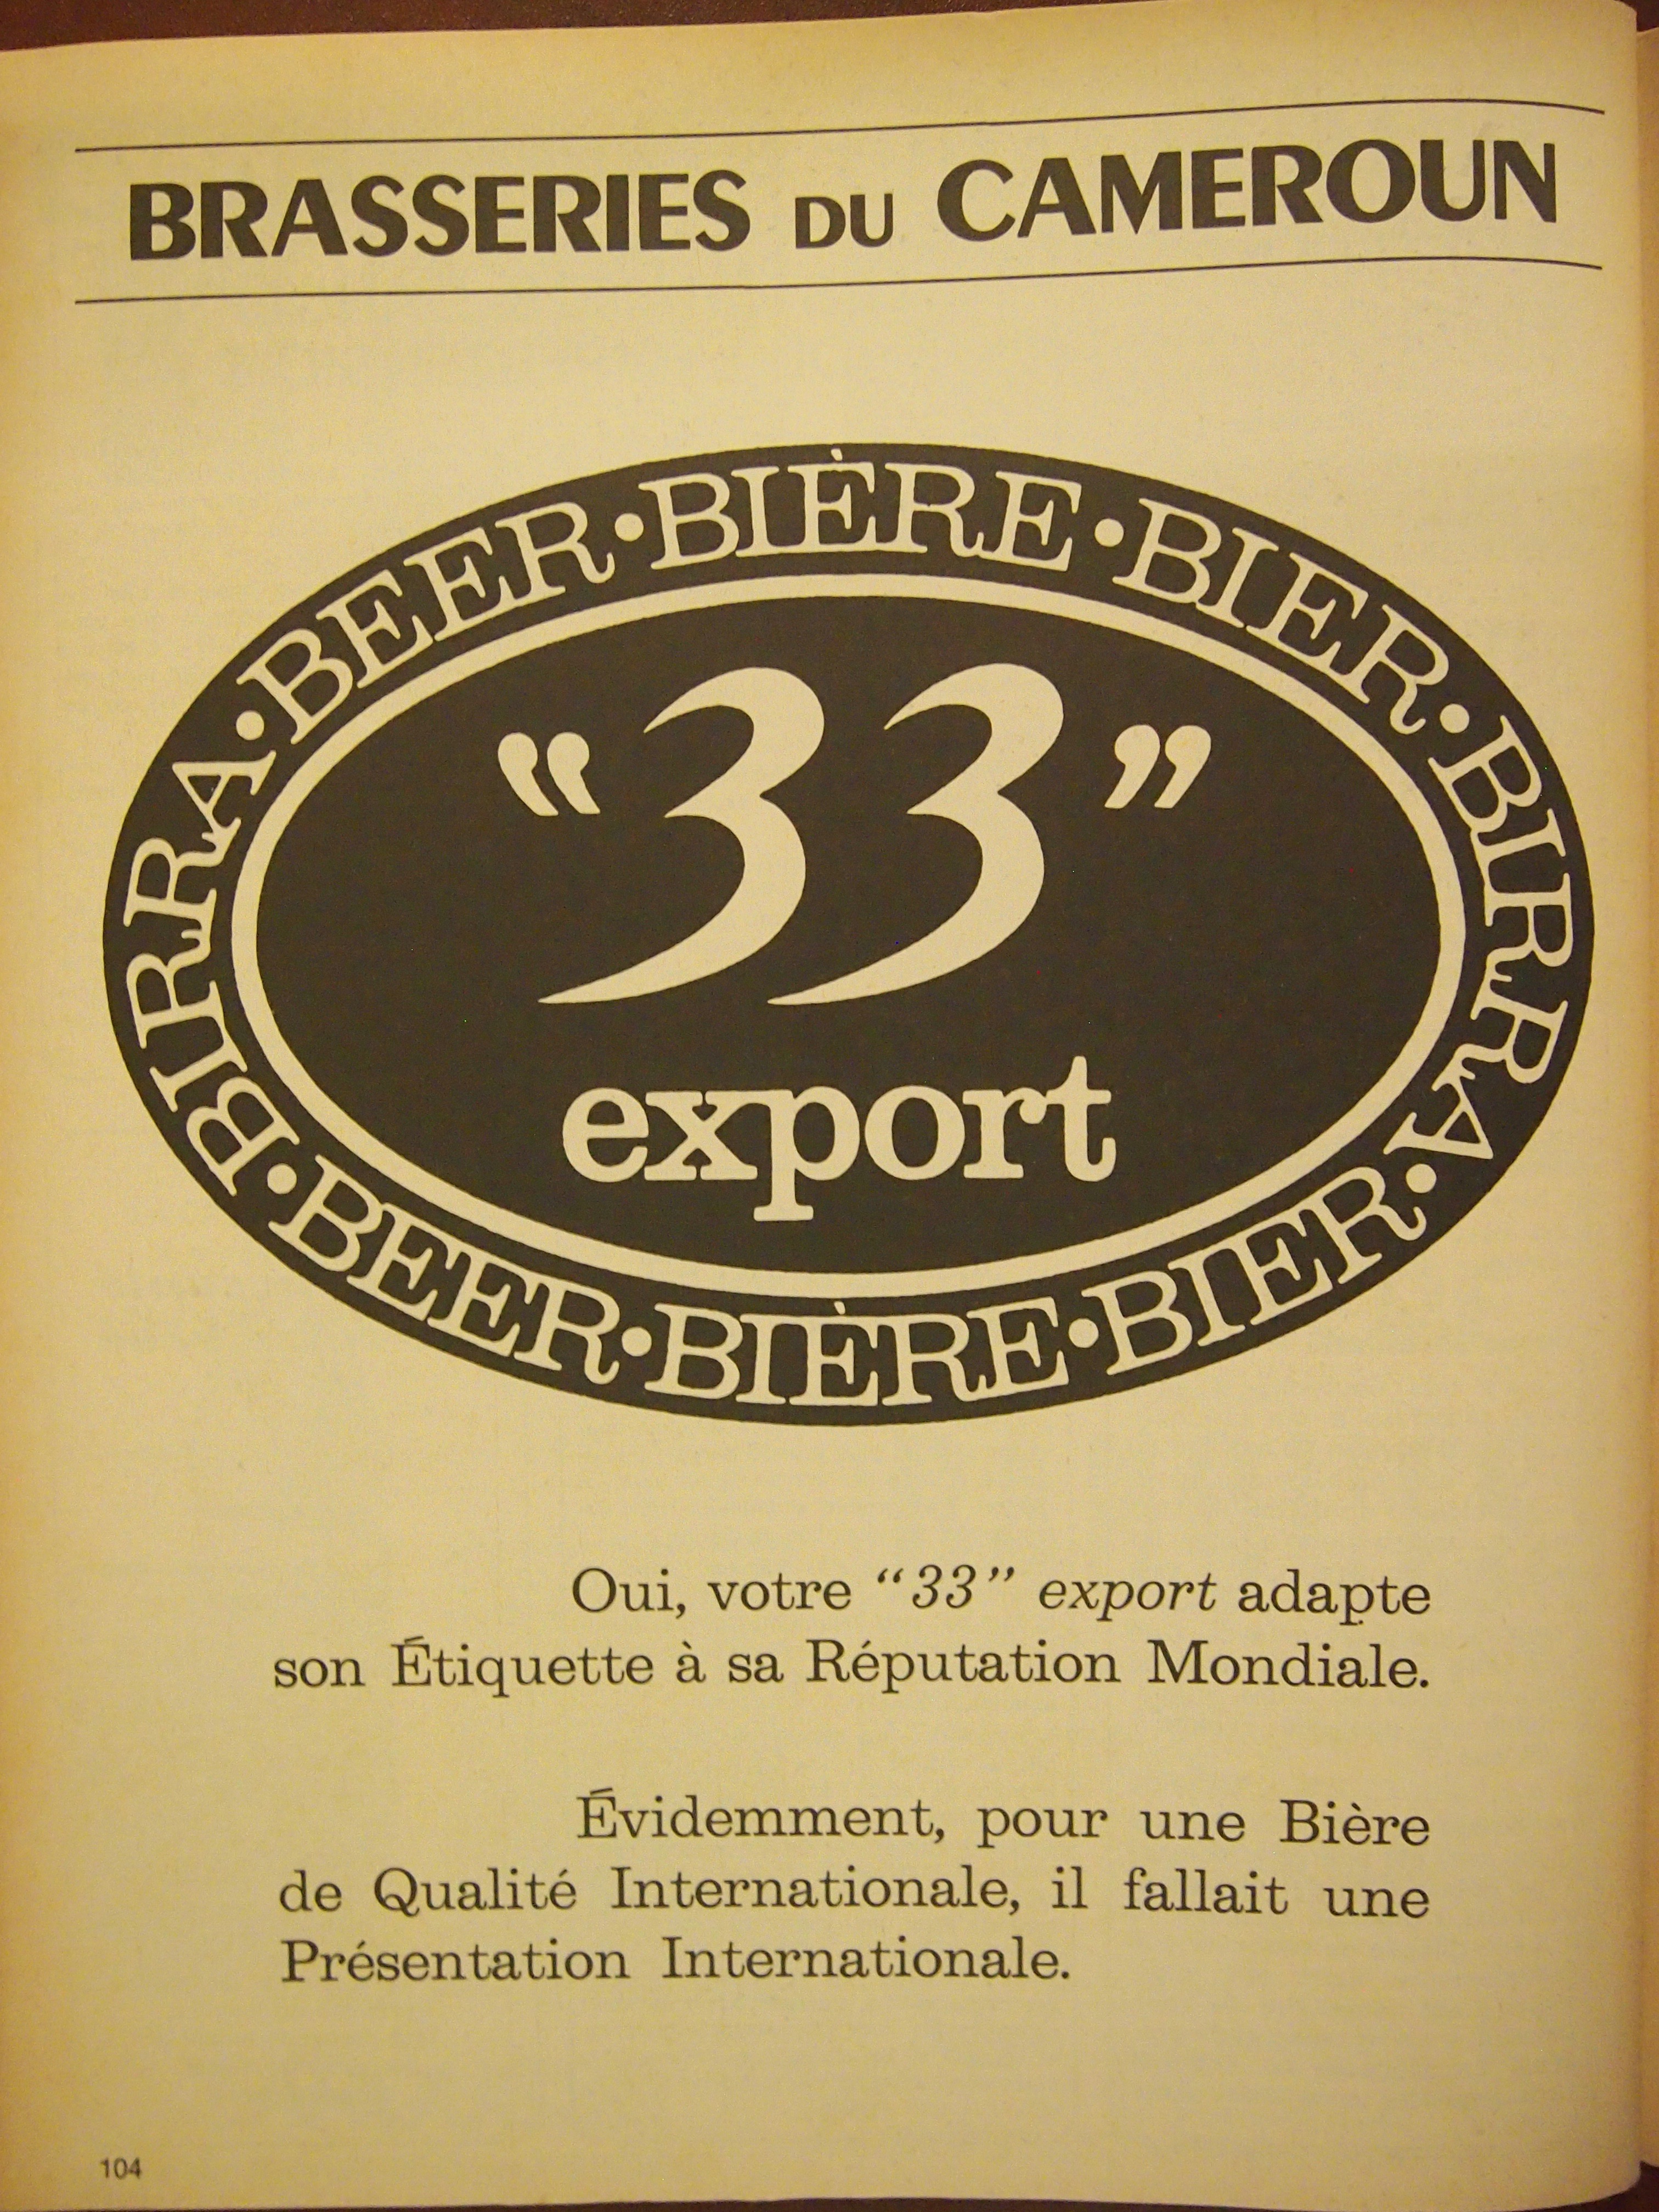 BRASSERIES DU CAMEROUN
BIRRA·BEER·BIÈRE·BIER·BIRRA
"33"
export
BEER·BIÈRE·BIER
Oui, votre "33" export adapte
son Étiquette à sa Réputation Mondiale.
Évidemment, pour une Bière
de Qualité Internationale, il fallait une
Présentation Internationale.
104